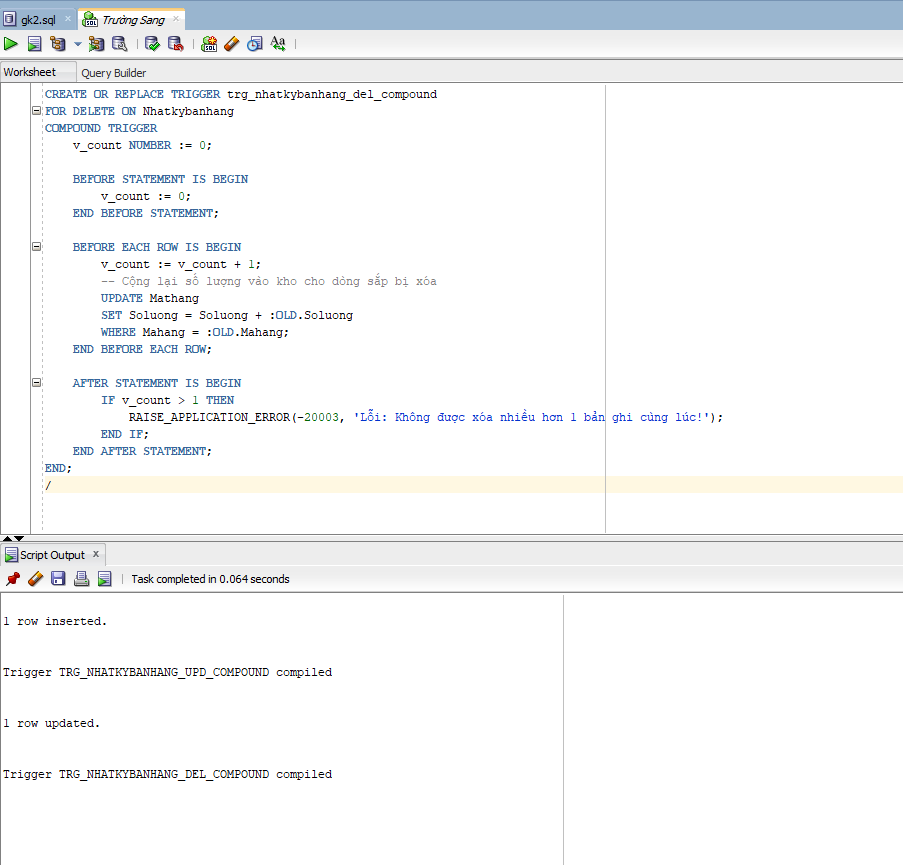 gk2.sql
Trường Sang
Worksheet
Query Builder
CREATE OR REPLACE TRIGGER trg_nhatkybanhang_del_compound
FOR DELETE ON Nhatkybanhang
COMPOUND TRIGGER
v_count NUMBER := 0;
BEFORE STATEMENT IS BEGIN
v_count := 0;
END BEFORE STATEMENT;
BEFORE EACH ROW IS BEGIN
v_count := v_count + 1;
-- Cộng lại số lượng vào kho cho dòng sắp bị xóa
UPDATE Mathang
SET Soluong = Soluong + :OLD.Soluong
WHERE Mahang = :OLD.Mahang;
END BEFORE EACH ROW;
AFTER STATEMENT IS BEGIN
IF v_count > 1 THEN
RAISE_APPLICATION_ERROR(-20003, 'Lỗi: Không được xóa nhiều hơn 1 bản ghi cùng lúc!');
END IF;
END AFTER STATEMENT;
END;
/
Script Output
Task completed in 0.064 seconds
1 row inserted.
Trigger TRG_NHATKYBANHANG_UPD_COMPOUND compiled
1 row updated.
Trigger TRG_NHATKYBANHANG_DEL_COMPOUND compiled